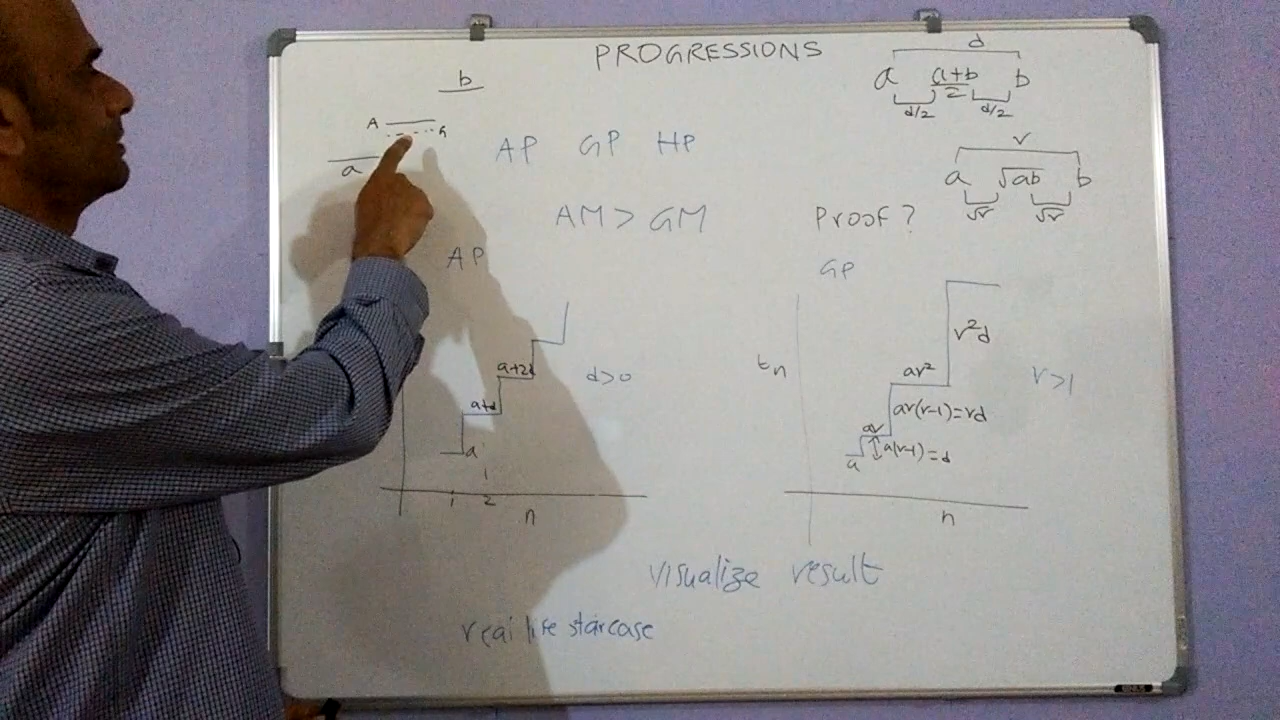 PROGRESSIONS
b
A G
a
AP GP HP
AM > GM Proof?
d
a a+b/2 b
d/2 d/2
r
a √ab b
√r √r
AP
a+2d
a+d
a
d>0
1 2
n
GP
tn
r²d
ar²
ar(r-1)=rd
ar
a(r-1)=d
a
r>1
n
visualize result
real life staircase